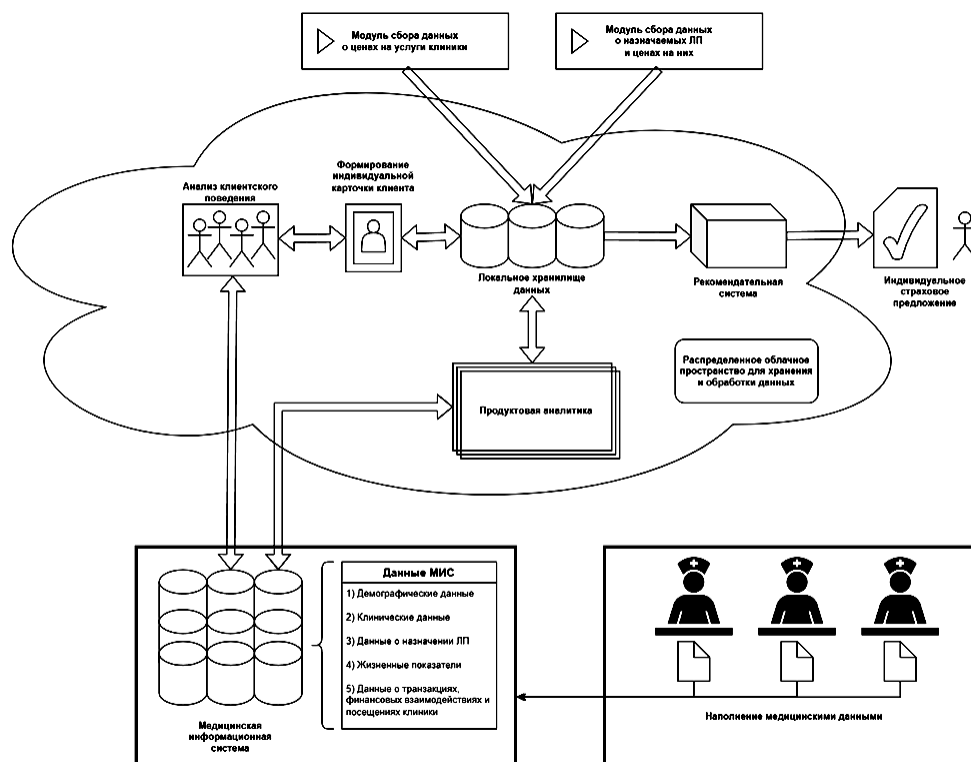 Модуль сбора данных
о ценах на услуги клиники
Модуль сбора данных
о назначаемых ЛП
и ценах на них
Формирование
индивидуальной
карточки клиента
Анализ клиентского
поведения
Локальное хранилище
данных
Рекомендательная
система
Индивидуальное
страховое
предложение
Распределенное облачное
пространство для хранения
и обработки данных
Продуктовая аналитика
Данные МИС
1) Демографические данные
2) Клинические данные
3) Данные о назначении ЛП
4) Жизненные показатели
5) Данные о транзакциях,
финансовых взаимодействиях и
посещениях клиники
Медицинская
информационная
система
Наполнение медицинскими данными